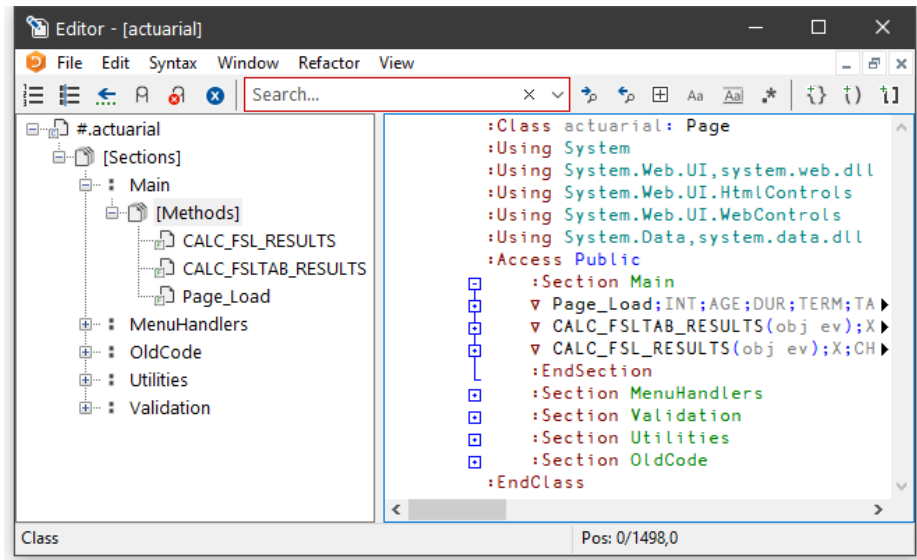 Editor - [actuarial]
File Edit Syntax Window Refactor View
Search...
Aa Aa .* {} () []
#.actuarial
[Sections]
Main
[Methods]
CALC_FSL_RESULTS
CALC_FSLTAB_RESULTS
Page_Load
MenuHandlers
OldCode
Utilities
Validation
:Class actuarial: Page
:Using System
:Using System.Web.UI,system.web.dll
:Using System.Web.UI.HtmlControls
:Using System.Web.UI.WebControls
:Using System.Data,system.data.dll
:Access Public
:Section Main
∇ Page_Load;INT;AGE;DUR;TERM;TA
∇ CALC_FSLTAB_RESULTS(obj ev);X
∇ CALC_FSL_RESULTS(obj ev);X;CH
:EndSection
:Section MenuHandlers
:Section Validation
:Section Utilities
:Section OldCode
:EndClass
Class
Pos: 0/1498,0